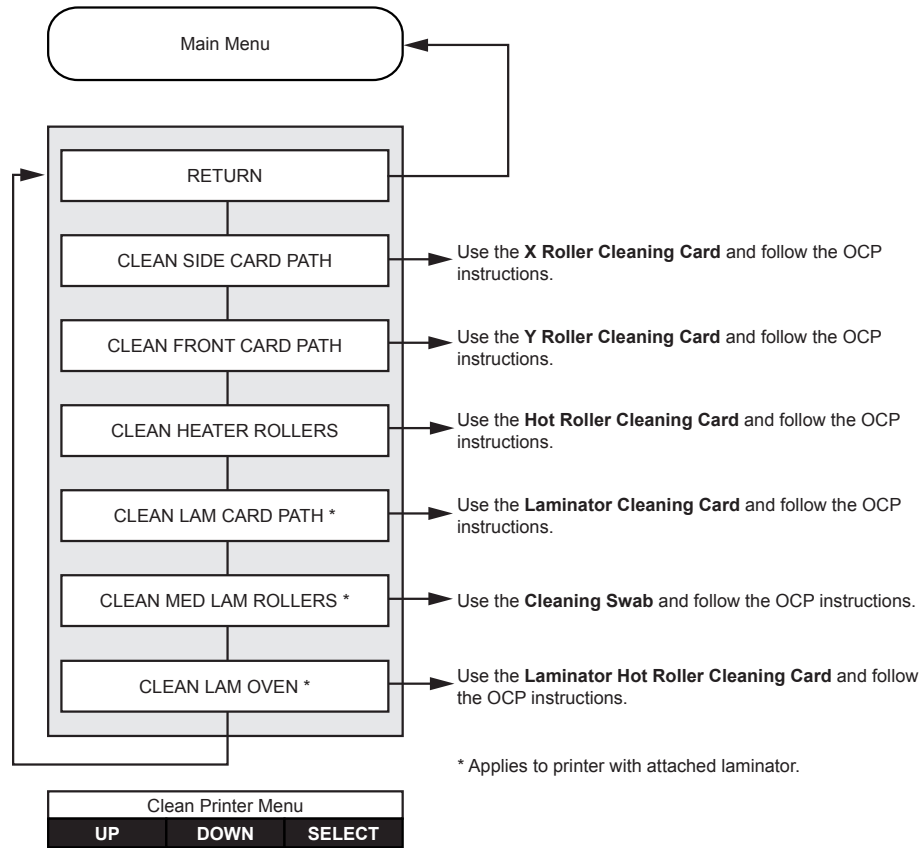 Main Menu
RETURN
CLEAN SIDE CARD PATH
Use the X Roller Cleaning Card and follow the OCP
instructions.
CLEAN FRONT CARD PATH
Use the Y Roller Cleaning Card and follow the OCP
instructions.
CLEAN HEATER ROLLERS
Use the Hot Roller Cleaning Card and follow the OCP
instructions.
CLEAN LAM CARD PATH *
Use the Laminator Cleaning Card and follow the OCP
instructions.
CLEAN MED LAM ROLLERS *
Use the Cleaning Swab and follow the OCP instructions.
CLEAN LAM OVEN *
Use the Laminator Hot Roller Cleaning Card and follow
the OCP instructions.
* Applies to printer with attached laminator.
Clean Printer Menu
UP DOWN SELECT